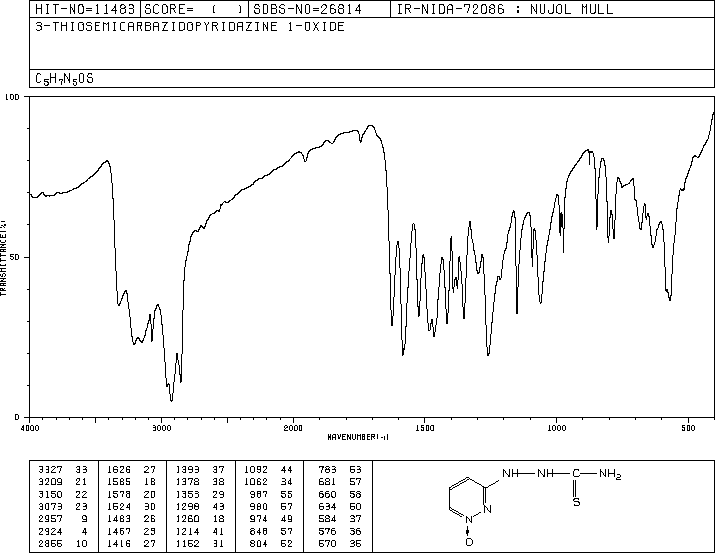 HIT-NO=11483 SCORE= ( ) SDBS-NO=26814 IR-NIDA-72086 : NUJOL MULL
3-THIOSEMICARBAZIDOPYRIDAZINE 1-OXIDE
C5H7N5OS
100
50
0
TRANSMITTANCE(%)
4000 3000 2000 1500 1000 500
WAVENUMBER(-1)
3327 33 1626 27 1393 37 1092 44 783 53
3209 21 1585 18 1378 38 1062 34 681 57
3150 22 1578 20 1353 29 987 55 660 58
3073 23 1524 30 1298 43 980 57 634 50
2957 9 1483 26 1260 18 974 49 584 37
2924 4 1467 25 1214 41 848 57 576 36
2855 10 1416 27 1152 31 804 52 570 35
NH—NH—C—NH2
S
N
N
O